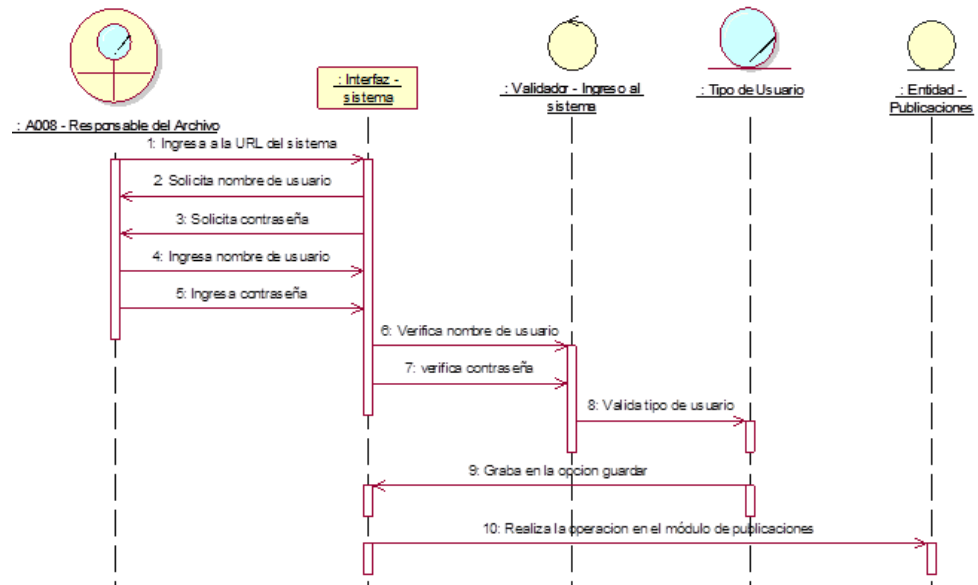 : A008 - Responsable del Archivo
: Interfaz -
sistema
: Validador - Ingreso al
sistema
: Tipo de Usuario
: Entidad -
Publicaciones
1: Ingresa a la URL del sistema
2: Solicita nombre de usuario
3: Solicita contraseña
4: Ingresa nombre de usuario
5: Ingresa contraseña
6: Verifica nombre de usuario
7: verifica contraseña
8: Valida tipo de usuario
9: Graba en la opcion guardar
10: Realiza la operacion en el módulo de publicaciones